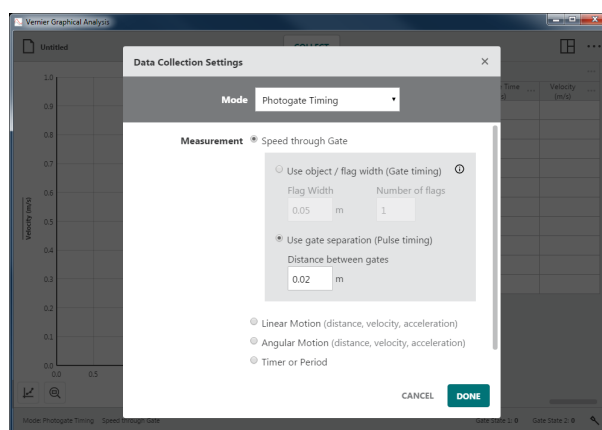 Vernier Graphical Analysis
Untitled
COLLECT
Data Collection Settings
Mode Photogate Timing
Measurement Speed through Gate
Use object / flag width (Gate timing)
Flag Width Number of flags
0.05 m 1
Use gate separation (Pulse timing)
Distance between gates
0.02 m
Linear Motion (distance, velocity, acceleration)
Angular Motion (distance, velocity, acceleration)
Timer or Period
CANCEL DONE
Velocity (m/s)
1.0
0.9
0.8
0.7
0.6
0.5
0.4
0.3
0.2
0.1
0.0
0.0 0.5
Time Velocity
(m/s)
Mode: Photogate Timing Speed through Gate Gate State 1: 0 Gate State 2: 0